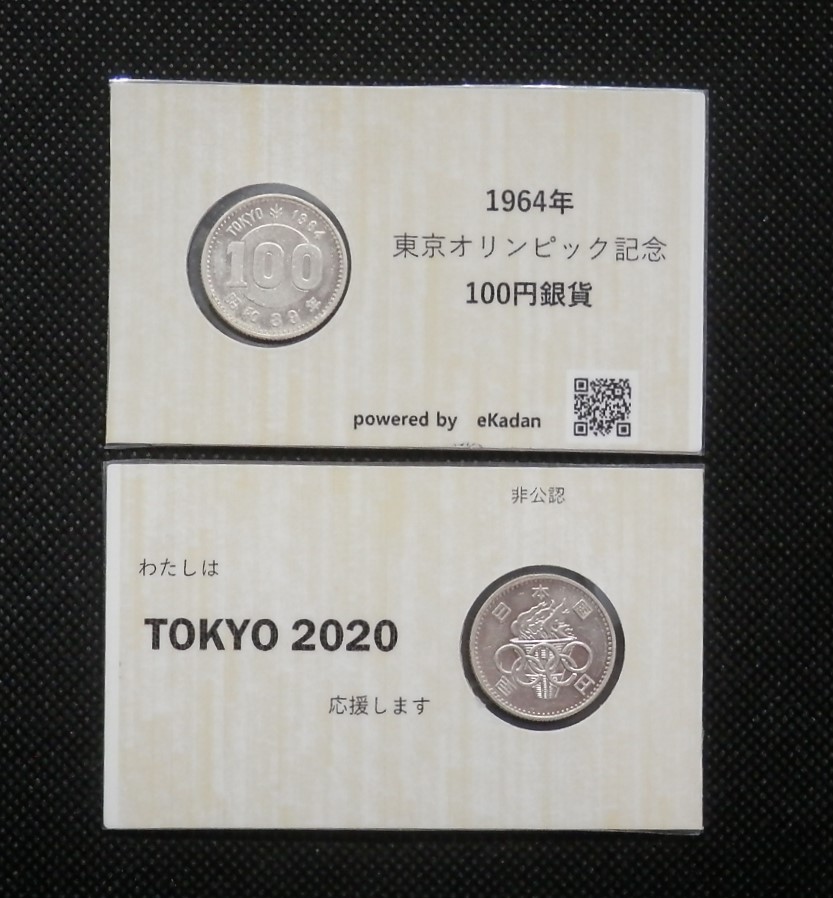 1964年
東京オリンピック記念
100円銀貨
TOKYO 1964
100
昭和39年
powered by eKadan
非公認
わたしは
TOKYO 2020
応援します
日本国
百円